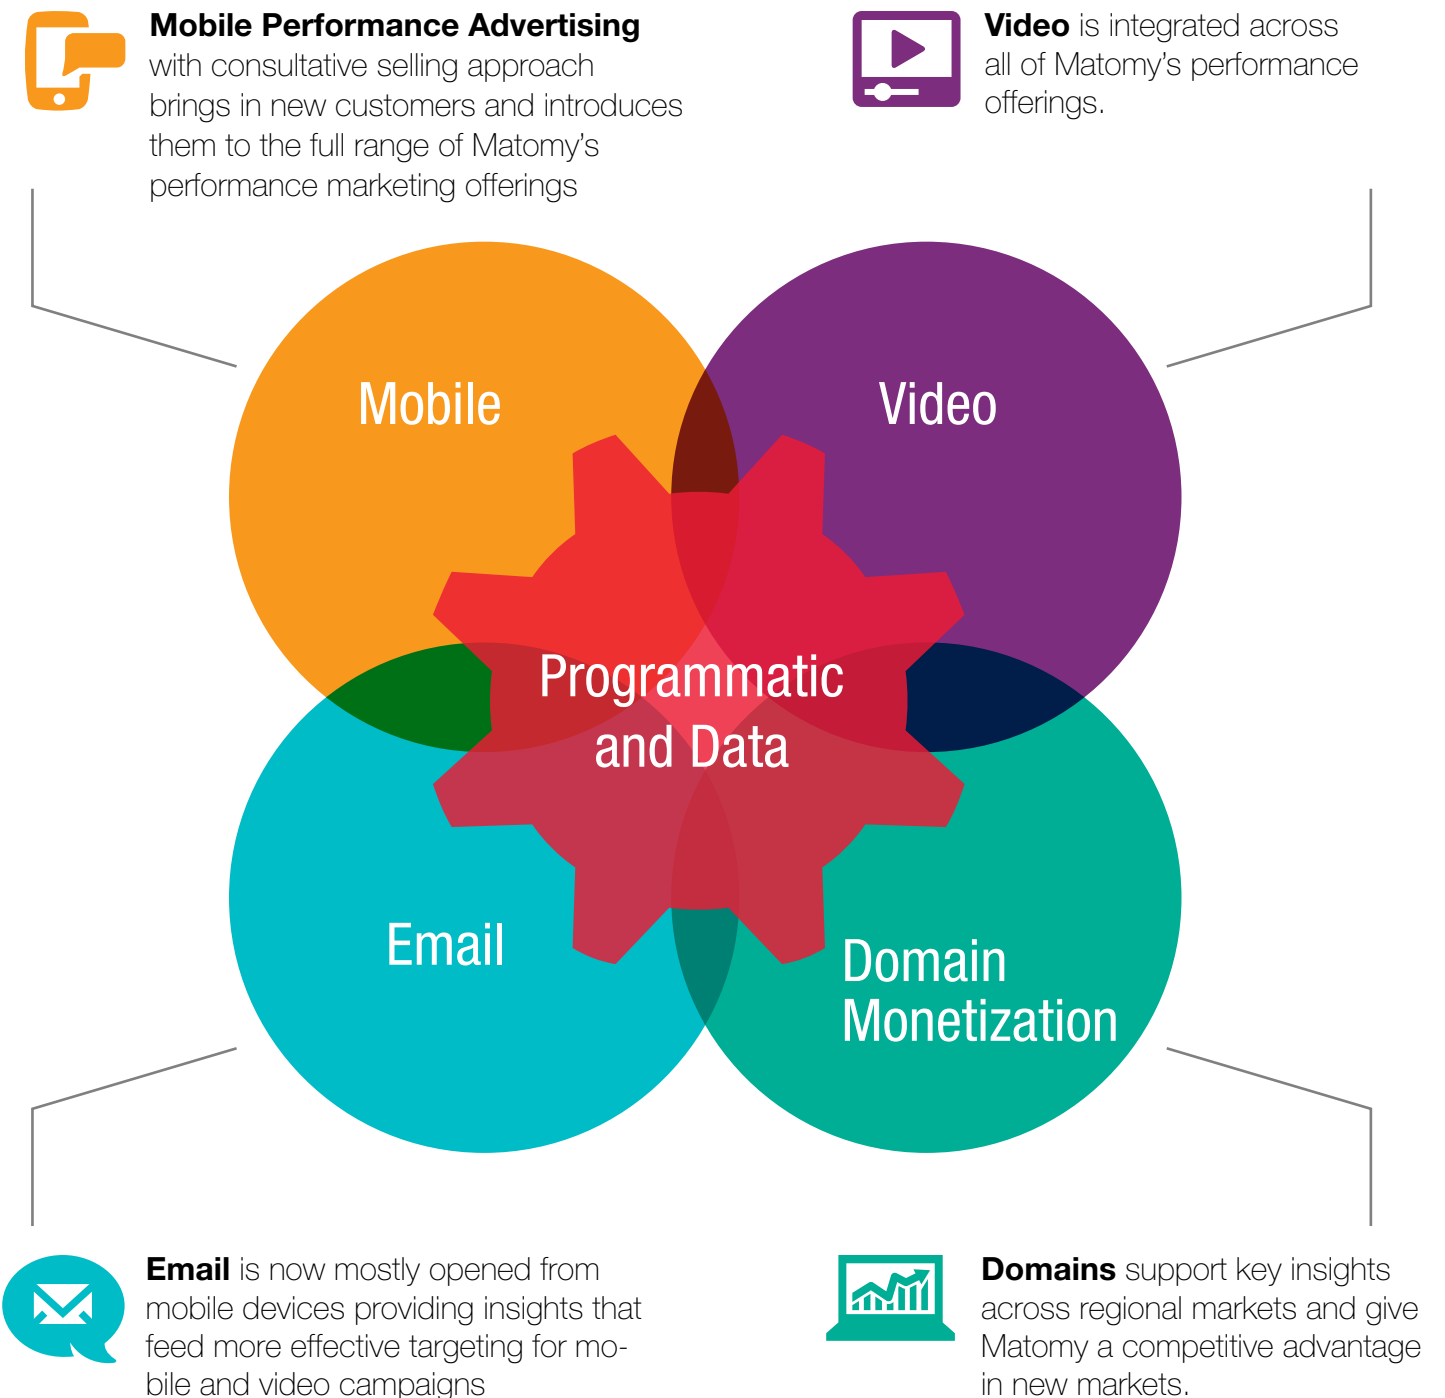 Mobile Performance Advertising
with consultative selling approach
brings in new customers and introduces
them to the full range of Matomy’s
performance marketing offerings
Video is integrated across
all of Matomy’s performance
offerings.
Mobile
Video
Programmatic
and Data
Email
Domain
Monetization
Email is now mostly opened from
mobile devices providing insights that
feed more effective targeting for mo-
bile and video campaigns
Domains support key insights
across regional markets and give
Matomy a competitive advantage
in new markets.